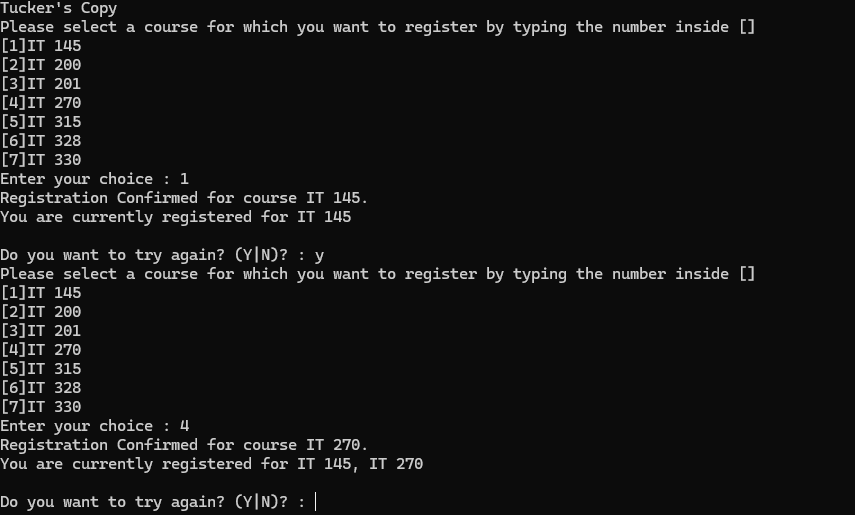 Tucker's Copy
Please select a course for which you want to register by typing the number inside []
[1]IT 145
[2]IT 200
[3]IT 201
[4]IT 270
[5]IT 315
[6]IT 328
[7]IT 330
Enter your choice : 1
Registration Confirmed for course IT 145.
You are currently registered for IT 145
Do you want to try again? (Y|N)? : y
Please select a course for which you want to register by typing the number inside []
[1]IT 145
[2]IT 200
[3]IT 201
[4]IT 270
[5]IT 315
[6]IT 328
[7]IT 330
Enter your choice : 4
Registration Confirmed for course IT 270.
You are currently registered for IT 145, IT 270
Do you want to try again? (Y|N)? :